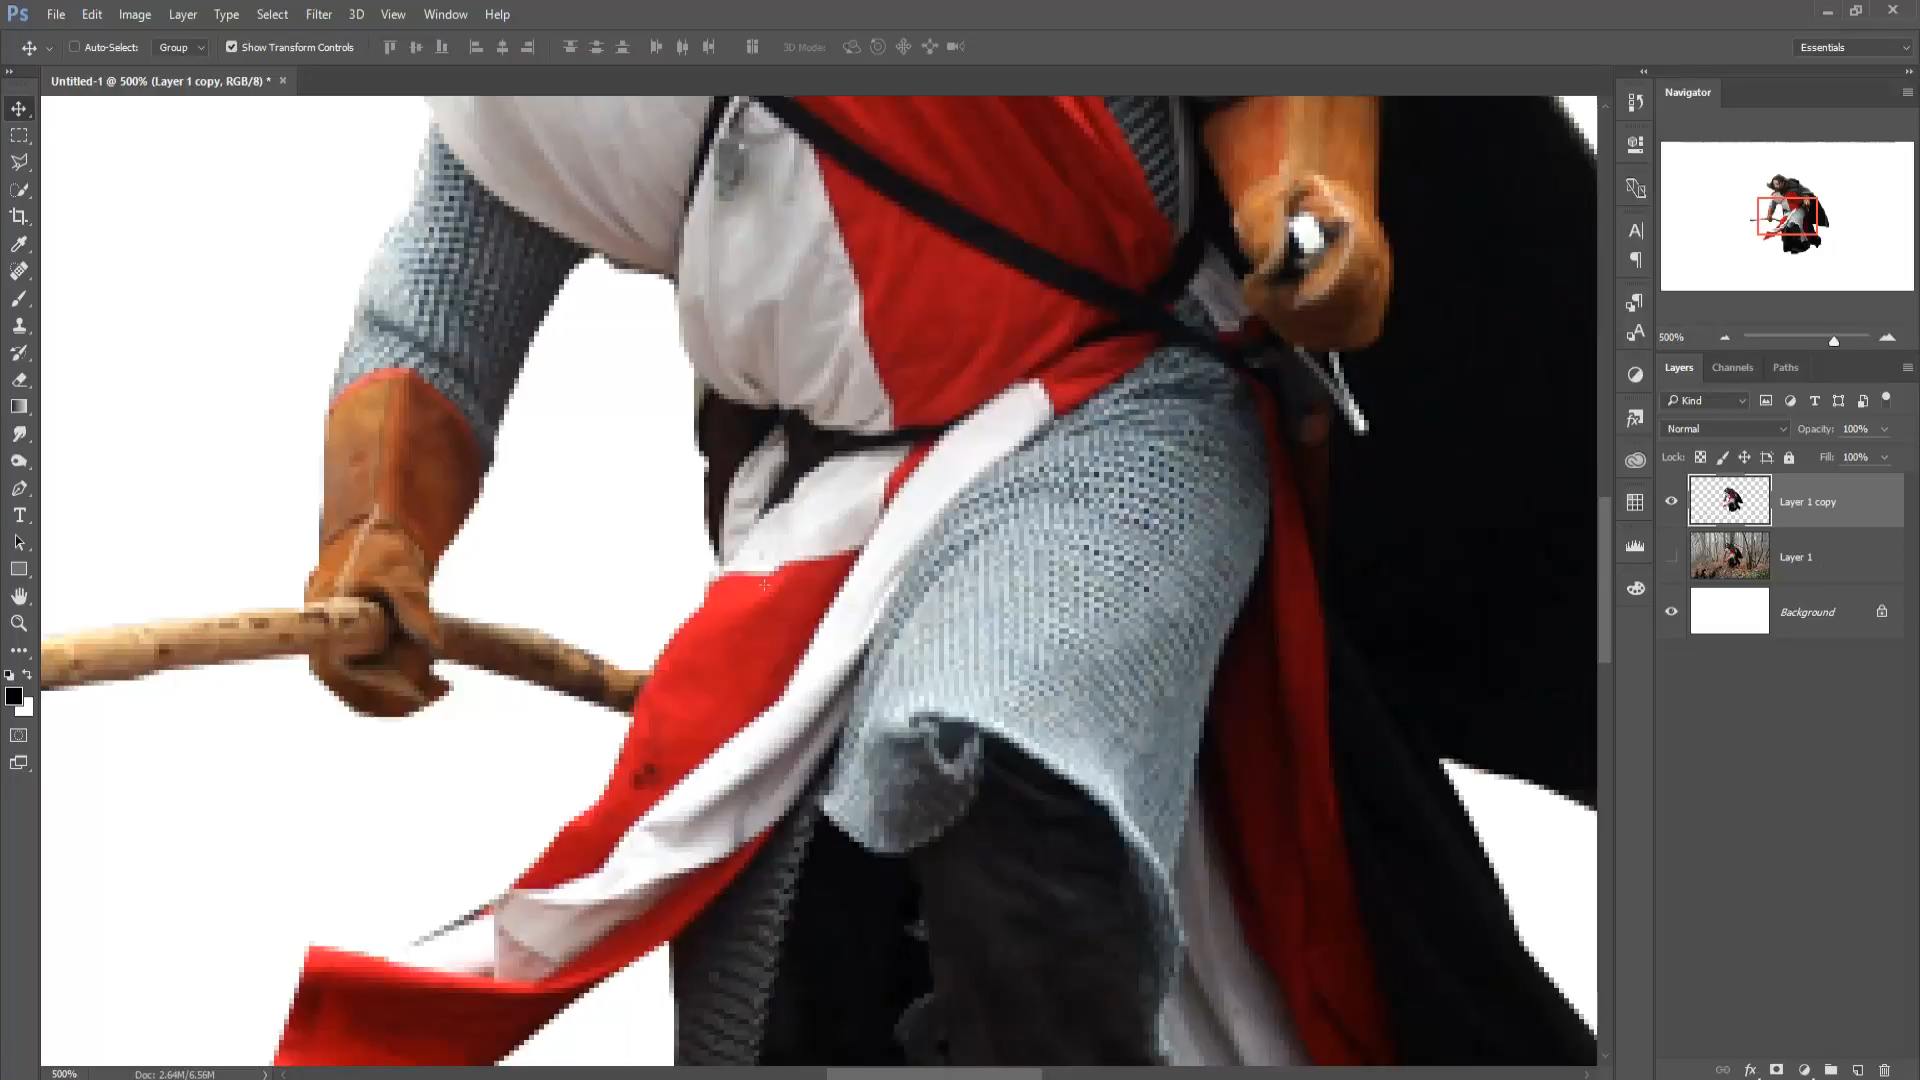 Ps File Edit Image Layer Type Select Filter 3D View Window Help
Auto-Select: Group Show Transform Controls 3D Mode: Essentials
Untitled-1 @ 500% (Layer 1 copy, RGB/8) * ×
Navigator
500%
Layers Channels Paths
Kind
Normal Opacity: 100%
Lock: Fill: 100%
Layer 1 copy
Layer 1
Background
500% Doc: 2.64M/6.56M